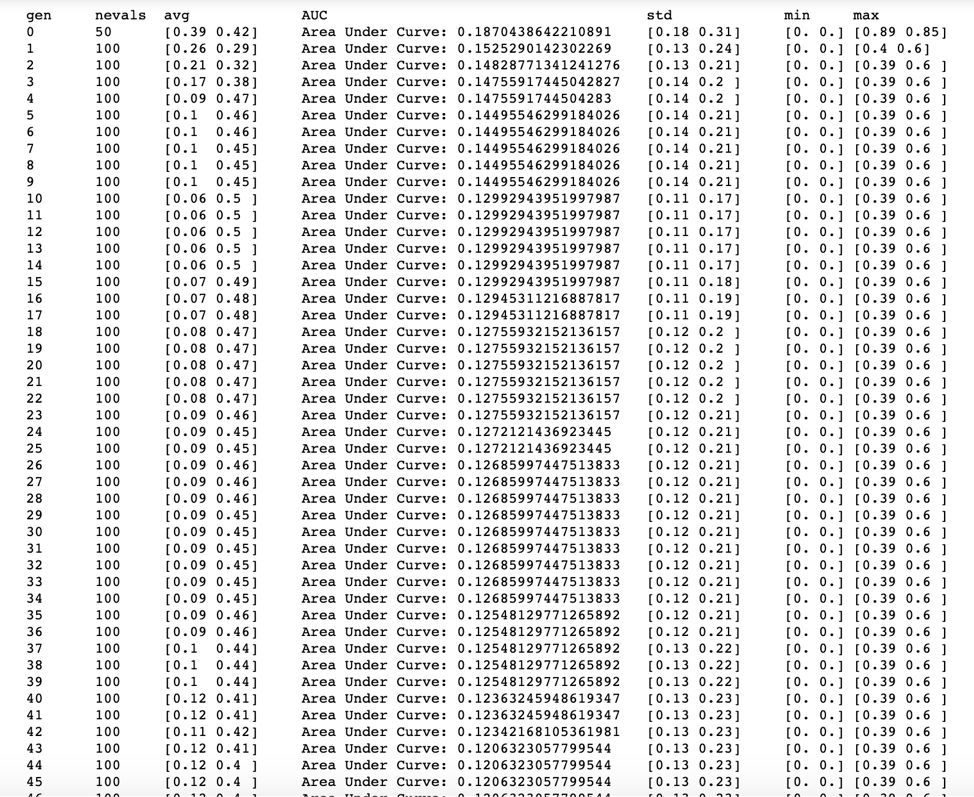 gen nevals avg AUC std min max
0 50 [0.39 0.42] Area Under Curve: 0.1870438642210891 [0.18 0.31] [0. 0.] [0.89 0.85]
1 100 [0.26 0.29] Area Under Curve: 0.1525290142302269 [0.13 0.24] [0. 0.] [0.4 0.6]
2 100 [0.21 0.32] Area Under Curve: 0.14828771341241276 [0.13 0.21] [0. 0.] [0.39 0.6 ]
3 100 [0.17 0.38] Area Under Curve: 0.14755917445042827 [0.14 0.2 ] [0. 0.] [0.39 0.6 ]
4 100 [0.09 0.47] Area Under Curve: 0.1475591744504283 [0.14 0.2 ] [0. 0.] [0.39 0.6 ]
5 100 [0.1 0.46] Area Under Curve: 0.14495546299184026 [0.14 0.21] [0. 0.] [0.39 0.6 ]
6 100 [0.1 0.46] Area Under Curve: 0.14495546299184026 [0.14 0.21] [0. 0.] [0.39 0.6 ]
7 100 [0.1 0.45] Area Under Curve: 0.14495546299184026 [0.14 0.21] [0. 0.] [0.39 0.6 ]
8 100 [0.1 0.45] Area Under Curve: 0.14495546299184026 [0.14 0.21] [0. 0.] [0.39 0.6 ]
9 100 [0.1 0.45] Area Under Curve: 0.14495546299184026 [0.14 0.21] [0. 0.] [0.39 0.6 ]
10 100 [0.06 0.5 ] Area Under Curve: 0.12992943951997987 [0.11 0.17] [0. 0.] [0.39 0.6 ]
11 100 [0.06 0.5 ] Area Under Curve: 0.12992943951997987 [0.11 0.17] [0. 0.] [0.39 0.6 ]
12 100 [0.06 0.5 ] Area Under Curve: 0.12992943951997987 [0.11 0.17] [0. 0.] [0.39 0.6 ]
13 100 [0.06 0.5 ] Area Under Curve: 0.12992943951997987 [0.11 0.17] [0. 0.] [0.39 0.6 ]
14 100 [0.06 0.5 ] Area Under Curve: 0.12992943951997987 [0.11 0.17] [0. 0.] [0.39 0.6 ]
15 100 [0.07 0.49] Area Under Curve: 0.12992943951997987 [0.11 0.18] [0. 0.] [0.39 0.6 ]
16 100 [0.07 0.48] Area Under Curve: 0.12945311216887817 [0.11 0.19] [0. 0.] [0.39 0.6 ]
17 100 [0.07 0.48] Area Under Curve: 0.12945311216887817 [0.11 0.19] [0. 0.] [0.39 0.6 ]
18 100 [0.08 0.47] Area Under Curve: 0.12755932152136157 [0.12 0.2 ] [0. 0.] [0.39 0.6 ]
19 100 [0.08 0.47] Area Under Curve: 0.12755932152136157 [0.12 0.2 ] [0. 0.] [0.39 0.6 ]
20 100 [0.08 0.47] Area Under Curve: 0.12755932152136157 [0.12 0.2 ] [0. 0.] [0.39 0.6 ]
21 100 [0.08 0.47] Area Under Curve: 0.12755932152136157 [0.12 0.2 ] [0. 0.] [0.39 0.6 ]
22 100 [0.08 0.47] Area Under Curve: 0.12755932152136157 [0.12 0.2 ] [0. 0.] [0.39 0.6 ]
23 100 [0.09 0.46] Area Under Curve: 0.12755932152136157 [0.12 0.21] [0. 0.] [0.39 0.6 ]
24 100 [0.09 0.45] Area Under Curve: 0.1272121436923445 [0.12 0.21] [0. 0.] [0.39 0.6 ]
25 100 [0.09 0.45] Area Under Curve: 0.1272121436923445 [0.12 0.21] [0. 0.] [0.39 0.6 ]
26 100 [0.09 0.46] Area Under Curve: 0.12685997447513833 [0.12 0.21] [0. 0.] [0.39 0.6 ]
27 100 [0.09 0.46] Area Under Curve: 0.12685997447513833 [0.12 0.21] [0. 0.] [0.39 0.6 ]
28 100 [0.09 0.46] Area Under Curve: 0.12685997447513833 [0.12 0.21] [0. 0.] [0.39 0.6 ]
29 100 [0.09 0.45] Area Under Curve: 0.12685997447513833 [0.12 0.21] [0. 0.] [0.39 0.6 ]
30 100 [0.09 0.45] Area Under Curve: 0.12685997447513833 [0.12 0.21] [0. 0.] [0.39 0.6 ]
31 100 [0.09 0.45] Area Under Curve: 0.12685997447513833 [0.12 0.21] [0. 0.] [0.39 0.6 ]
32 100 [0.09 0.45] Area Under Curve: 0.12685997447513833 [0.12 0.21] [0. 0.] [0.39 0.6 ]
33 100 [0.09 0.45] Area Under Curve: 0.12685997447513833 [0.12 0.21] [0. 0.] [0.39 0.6 ]
34 100 [0.09 0.45] Area Under Curve: 0.12685997447513833 [0.12 0.21] [0. 0.] [0.39 0.6 ]
35 100 [0.09 0.46] Area Under Curve: 0.12548129771265892 [0.12 0.21] [0. 0.] [0.39 0.6 ]
36 100 [0.09 0.46] Area Under Curve: 0.12548129771265892 [0.12 0.21] [0. 0.] [0.39 0.6 ]
37 100 [0.1 0.44] Area Under Curve: 0.12548129771265892 [0.13 0.22] [0. 0.] [0.39 0.6 ]
38 100 [0.1 0.44] Area Under Curve: 0.12548129771265892 [0.13 0.22] [0. 0.] [0.39 0.6 ]
39 100 [0.1 0.44] Area Under Curve: 0.12548129771265892 [0.13 0.22] [0. 0.] [0.39 0.6 ]
40 100 [0.12 0.41] Area Under Curve: 0.12363245948619347 [0.13 0.23] [0. 0.] [0.39 0.6 ]
41 100 [0.12 0.41] Area Under Curve: 0.12363245948619347 [0.13 0.23] [0. 0.] [0.39 0.6 ]
42 100 [0.11 0.42] Area Under Curve: 0.12342168105361981 [0.13 0.23] [0. 0.] [0.39 0.6 ]
43 100 [0.12 0.41] Area Under Curve: 0.1206323057799544 [0.13 0.23] [0. 0.] [0.39 0.6 ]
44 100 [0.12 0.4 ] Area Under Curve: 0.1206323057799544 [0.13 0.23] [0. 0.] [0.39 0.6 ]
45 100 [0.12 0.4 ] Area Under Curve: 0.1206323057799544 [0.13 0.23] [0. 0.] [0.39 0.6 ]